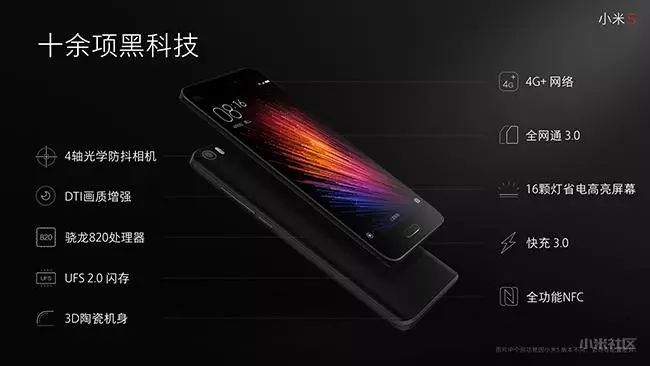 小米5
十余项黑科技
08:16
4轴光学防抖相机
DTI画质增强
820
骁龙820处理器
UFS
UFS 2.0 闪存
3D陶瓷机身
4G+
4G+ 网络
全网通 3.0
16颗灯省电高亮屏幕
快充 3.0
全功能NFC
小米社区